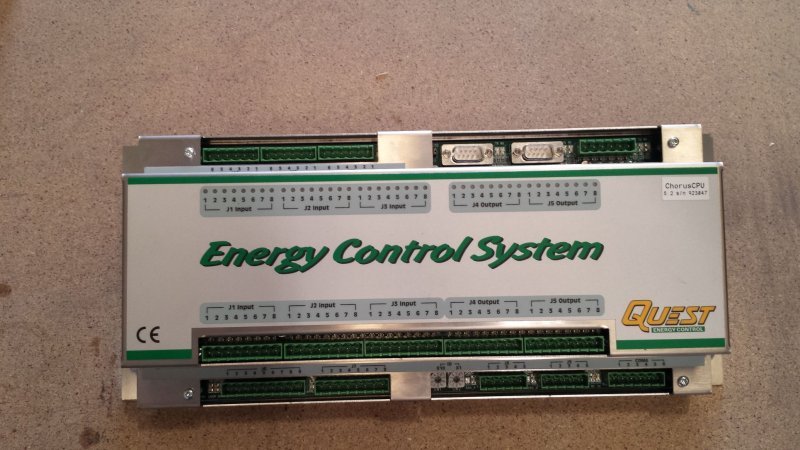 ChorusCPU
1 2 3 4 5 6 7 8 1 2 3 4 5 6 7 8 1 2 3 4 5 6 7 8 1 2 3 4 5 6 7 8 1 2 3 4 5 6 7 8
J1 Input J2 Input J3 Input J4 Output J5 Output
Energy Control System
J1 Input J2 Input J3 Input J4 Output J5 Output
1 2 3 4 5 6 7 8 1 2 3 4 5 6 7 8 1 2 3 4 5 6 7 8 1 2 3 4 5 6 7 8 1 2 3 4 5 6 7 8
QUEST
ENERGY CONTROL
CE
X10 X1